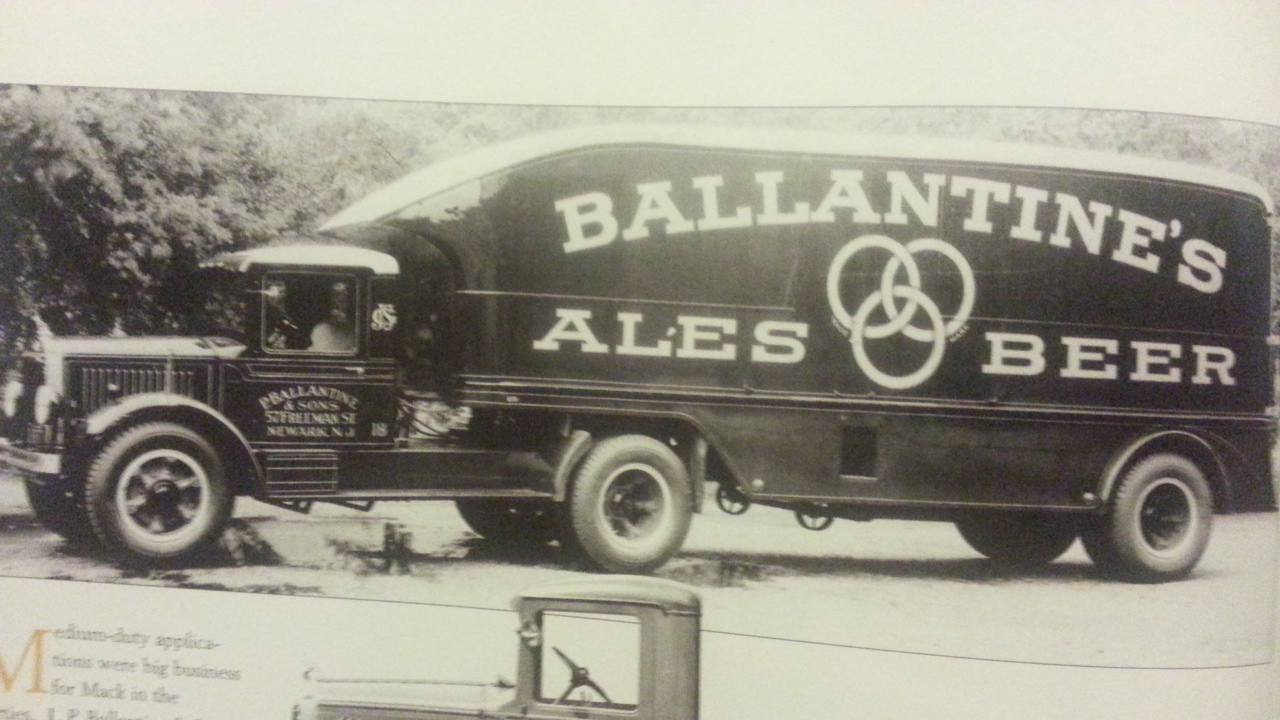 BALLANTINE'S
ALES BEER
P. BALLANTINE
& SONS
57 FREEMAN ST.
NEWARK, N.J. 18
Medium-duty applica-
tions were big business
for Mack in the